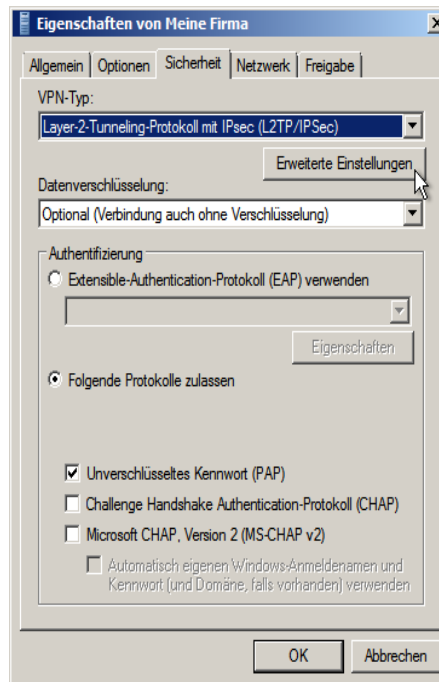 Eigenschaften von Meine Firma
Allgemein
Optionen
Sicherheit
Netzwerk
Freigabe
VPN-Typ:
Layer-2-Tunneling-Protokoll mit IPsec (L2TP/IPSec)
Erweiterte Einstellungen
Datenverschlüsselung:
Optional (Verbindung auch ohne Verschlüsselung)
Authentifizierung
Extensible-Authentication-Protokoll (EAP) verwenden
Eigenschaften
Folgende Protokolle zulassen
Unverschlüsseltes Kennwort (PAP)
Challenge Handshake Authentication-Protokoll (CHAP)
Microsoft CHAP, Version 2 (MS-CHAP v2)
Automatisch eigenen Windows-Anmeldenamen und
Kennwort (und Domäne, falls vorhanden) verwenden
OK
Abbrechen